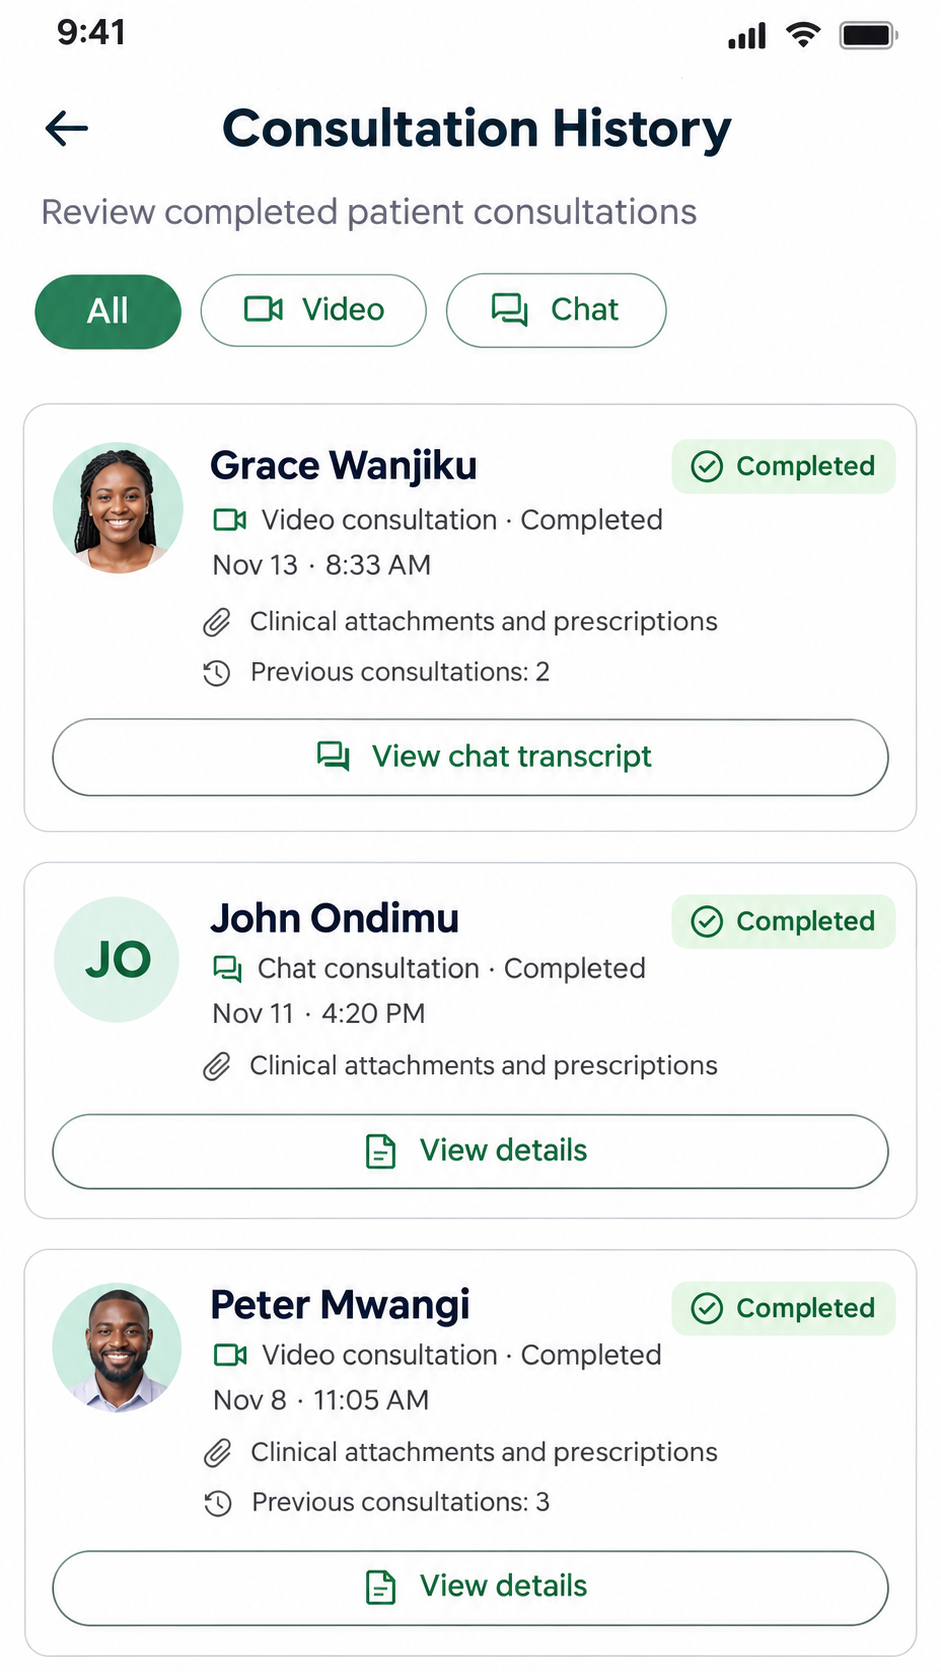 9:41
Consultation History
Review completed patient consultations
All
Video
Chat
Grace Wanjiku
Completed
Video consultation · Completed
Nov 13 · 8:33 AM
Clinical attachments and prescriptions
Previous consultations: 2
View chat transcript
JO
John Ondimu
Completed
Chat consultation · Completed
Nov 11 · 4:20 PM
Clinical attachments and prescriptions
View details
Peter Mwangi
Completed
Video consultation · Completed
Nov 8 · 11:05 AM
Clinical attachments and prescriptions
Previous consultations: 3
View details